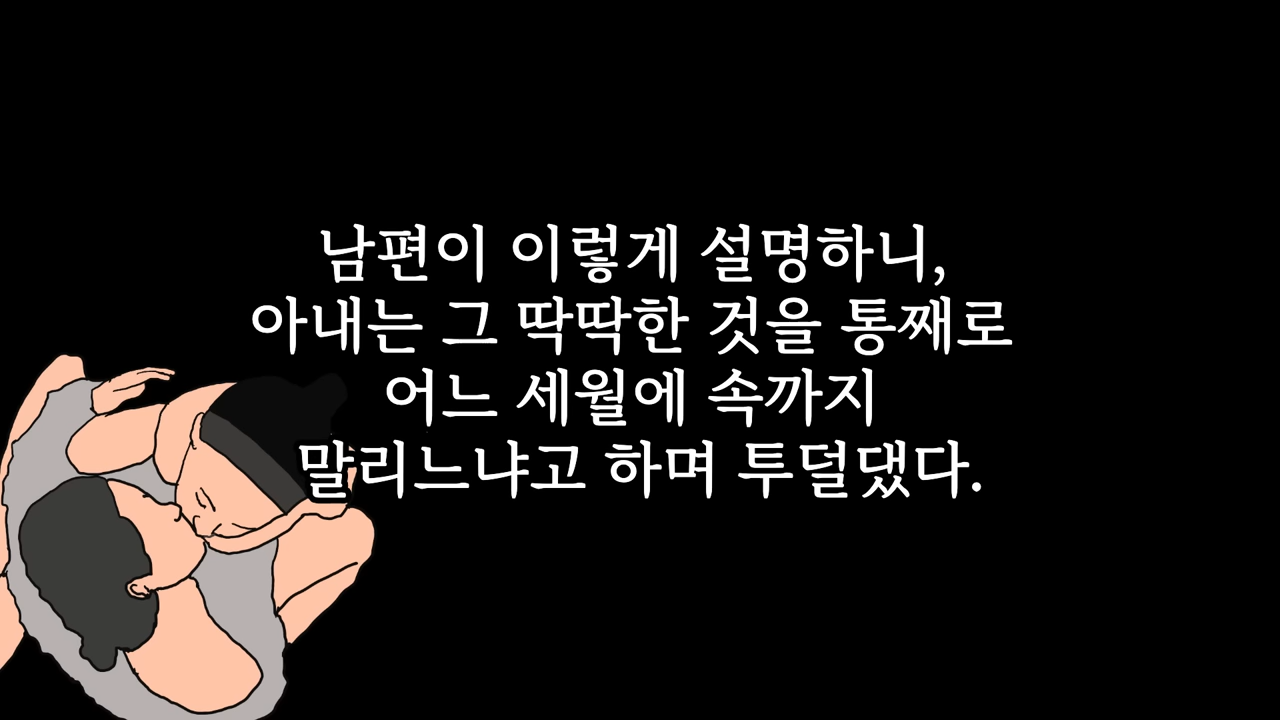 남편이 이렇게 설명하니,
아내는 그 딱딱한 것을 통째로
어느 세월에 속까지
말리느냐고 하며 투덜댔다.